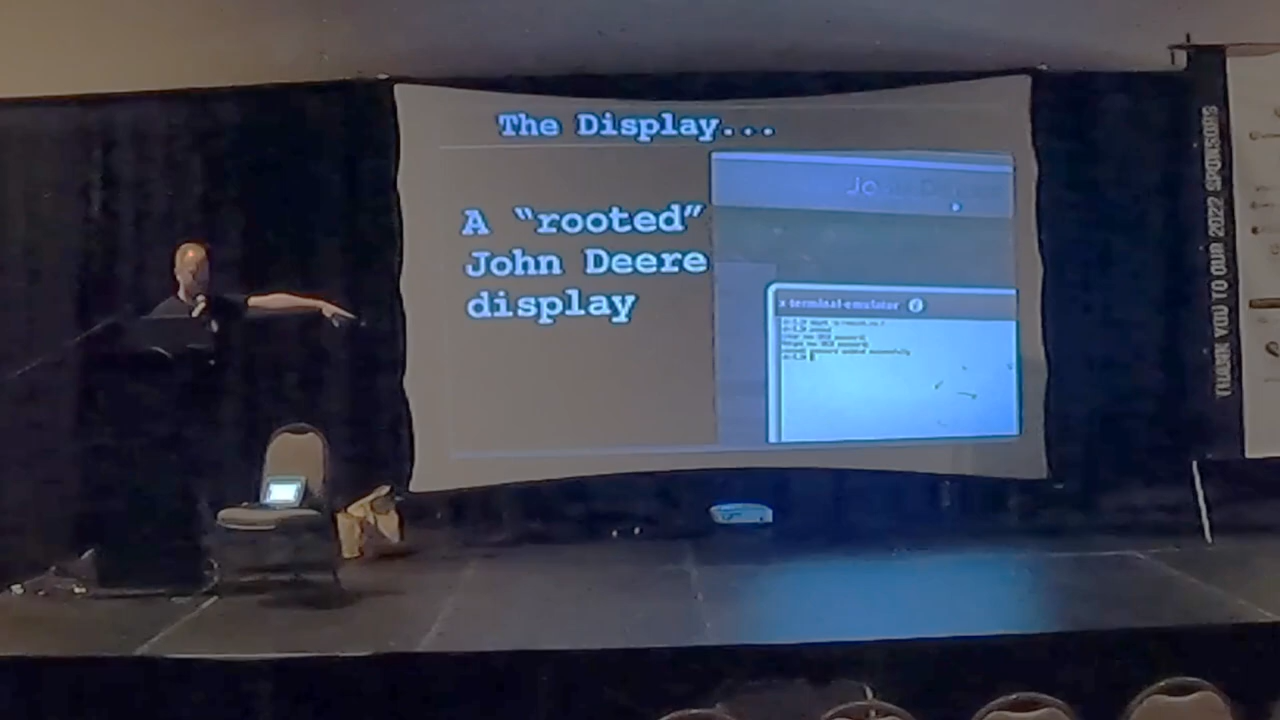 The Display...
A “rooted”
John Deere
display
x terminal emulator
THANK YOU TO OUR 2022 SPONSORS